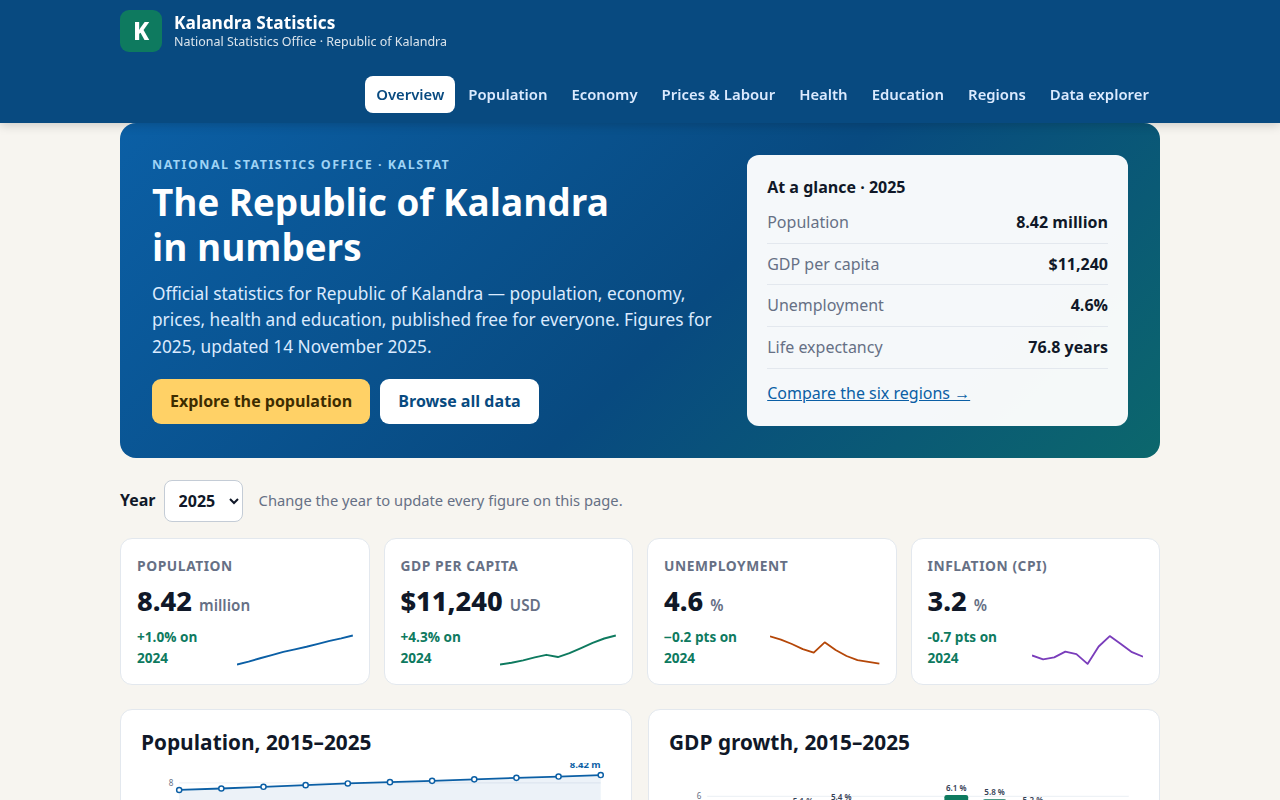 K
Kalandra Statistics
National Statistics Office · Republic of Kalandra
Overview Population Economy Prices & Labour Health Education Regions Data explorer
NATIONAL STATISTICS OFFICE · KALSTAT
The Republic of Kalandra
in numbers
Official statistics for Republic of Kalandra — population, economy,
prices, health and education, published free for everyone. Figures for
2025, updated 14 November 2025.
Explore the population
Browse all data
At a glance · 2025
Population 8.42 million
GDP per capita $11,240
Unemployment 4.6%
Life expectancy 76.8 years
Compare the six regions →
Year 2025 Change the year to update every figure on this page.
POPULATION
8.42 million
+1.0% on
2024
GDP PER CAPITA
$11,240 USD
+4.3% on
2024
UNEMPLOYMENT
4.6 %
−0.2 pts on
2024
INFLATION (CPI)
3.2 %
-0.7 pts on
2024
Population, 2015–2025
8.42 m
8
GDP growth, 2015–2025
6.1 %
5.8 %
5.4 %
6